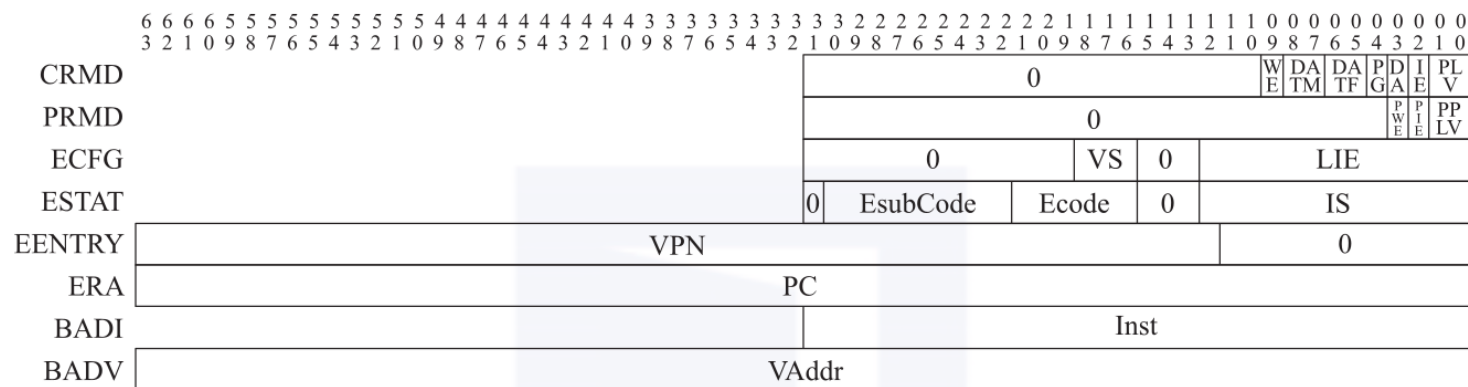 6 6 6 6 5 5 5 5 5 5 5 5 5 5 4 4 4 4 4 4 4 4 4 4 3 3 3 3 3 3 3 3 3 3 2 2 2 2 2 2 2 2 2 2 1 1 1 1 1 1 1 1 1 1 0 0 0 0 0 0 0 0 0 0
3 2 1 0 9 8 7 6 5 4 3 2 1 0 9 8 7 6 5 4 3 2 1 0 9 8 7 6 5 4 3 2 1 0 9 8 7 6 5 4 3 2 1 0 9 8 7 6 5 4 3 2 1 0 9 8 7 6 5 4 3 2 1 0
CRMD 0 WE DATM DATF PG DA IE PLV
PRMD 0 PWE PIE PPLV
ECFG 0 VS 0 LIE
ESTAT 0 EsubCode Ecode 0 IS
EENTRY VPN 0
ERA PC
BADI Inst
BADV VAddr